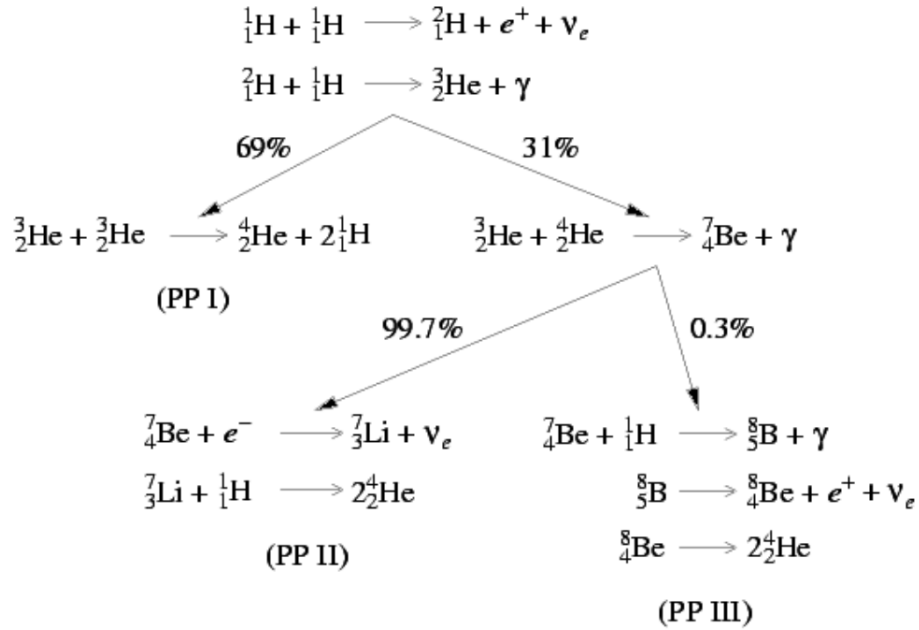 ¹₁H + ¹₁H ⟶ ²₁H + e⁺ + νₑ
²₁H + ¹₁H ⟶ ³₂He + γ
69% 31%
³₂He + ³₂He ⟶ ⁴₂He + 2¹₁H
³₂He + ⁴₂He ⟶ ⁷₄Be + γ
(PP I)
99.7% 0.3%
⁷₄Be + e⁻ ⟶ ⁷₃Li + νₑ
⁷₃Li + ¹₁H ⟶ 2⁴₂He
(PP II)
⁷₄Be + ¹₁H ⟶ ⁸₅B + γ
⁸₅B ⟶ ⁸₄Be + e⁺ + νₑ
⁸₄Be ⟶ 2⁴₂He
(PP III)